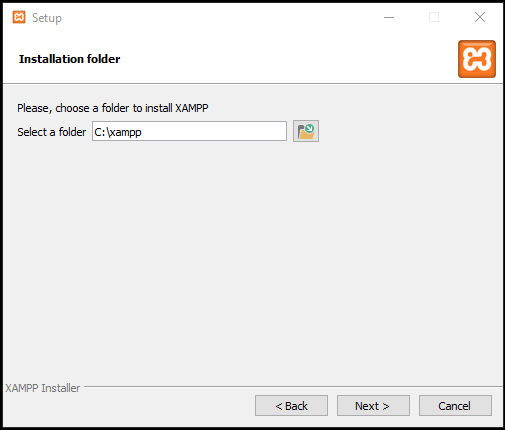 Setup
Installation folder
Please, choose a folder to install XAMPP
Select a folder C:\xampp
XAMPP Installer
< Back Next > Cancel